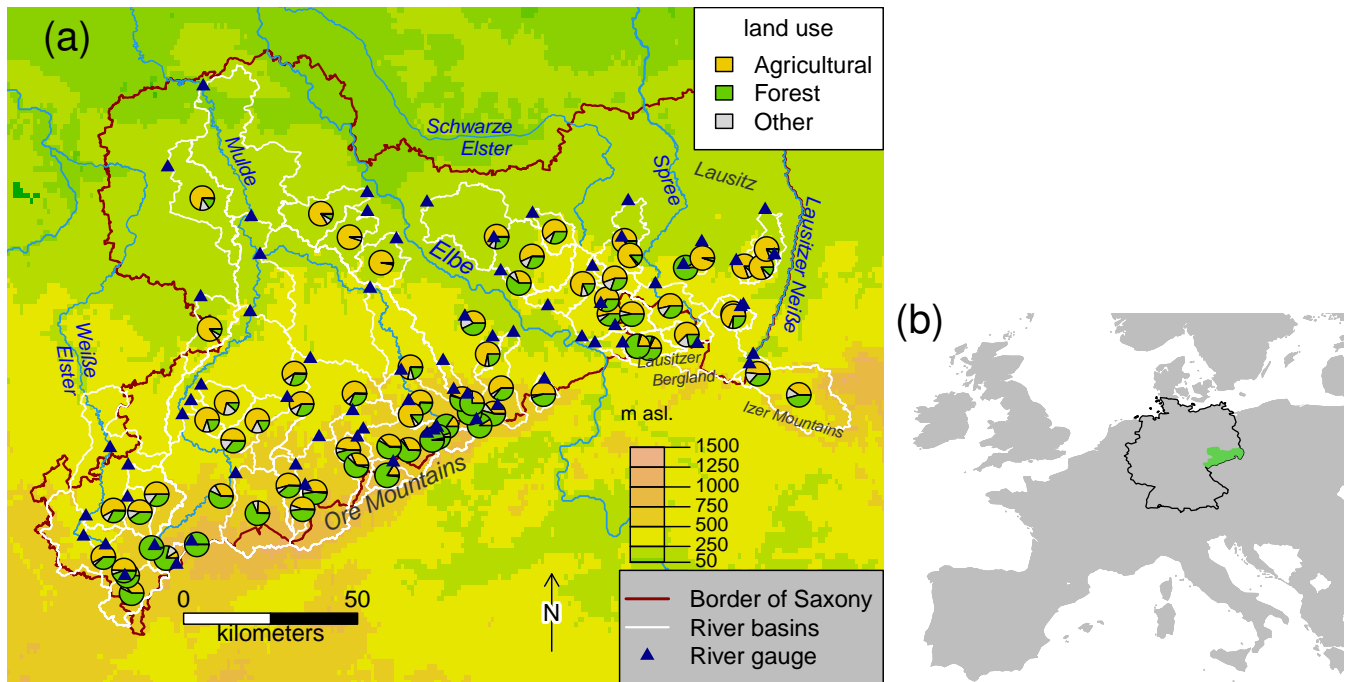 (a)
land use
Agricultural
Forest
Other
Schwarze
Elster
Mulde
Spree
Lausitz
Lausitzer Neiße
Elbe
Weiße
Elster
(b)
Lausitzer
Bergland
Izer Mountains
m asl.
1500
1250
1000
750
500
250
50
Ore Mountains
0 50
kilometers
N
Border of Saxony
River basins
River gauge